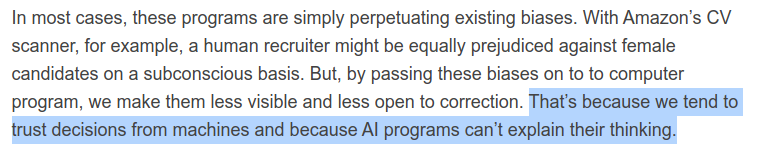 In most cases, these programs are simply perpetuating existing biases. With Amazon’s CV
scanner, for example, a human recruiter might be equally prejudiced against female
candidates on a subconscious basis. But, by passing these biases on to to computer
program, we make them less visible and less open to correction. That’s because we tend to
trust decisions from machines and because AI programs can’t explain their thinking.